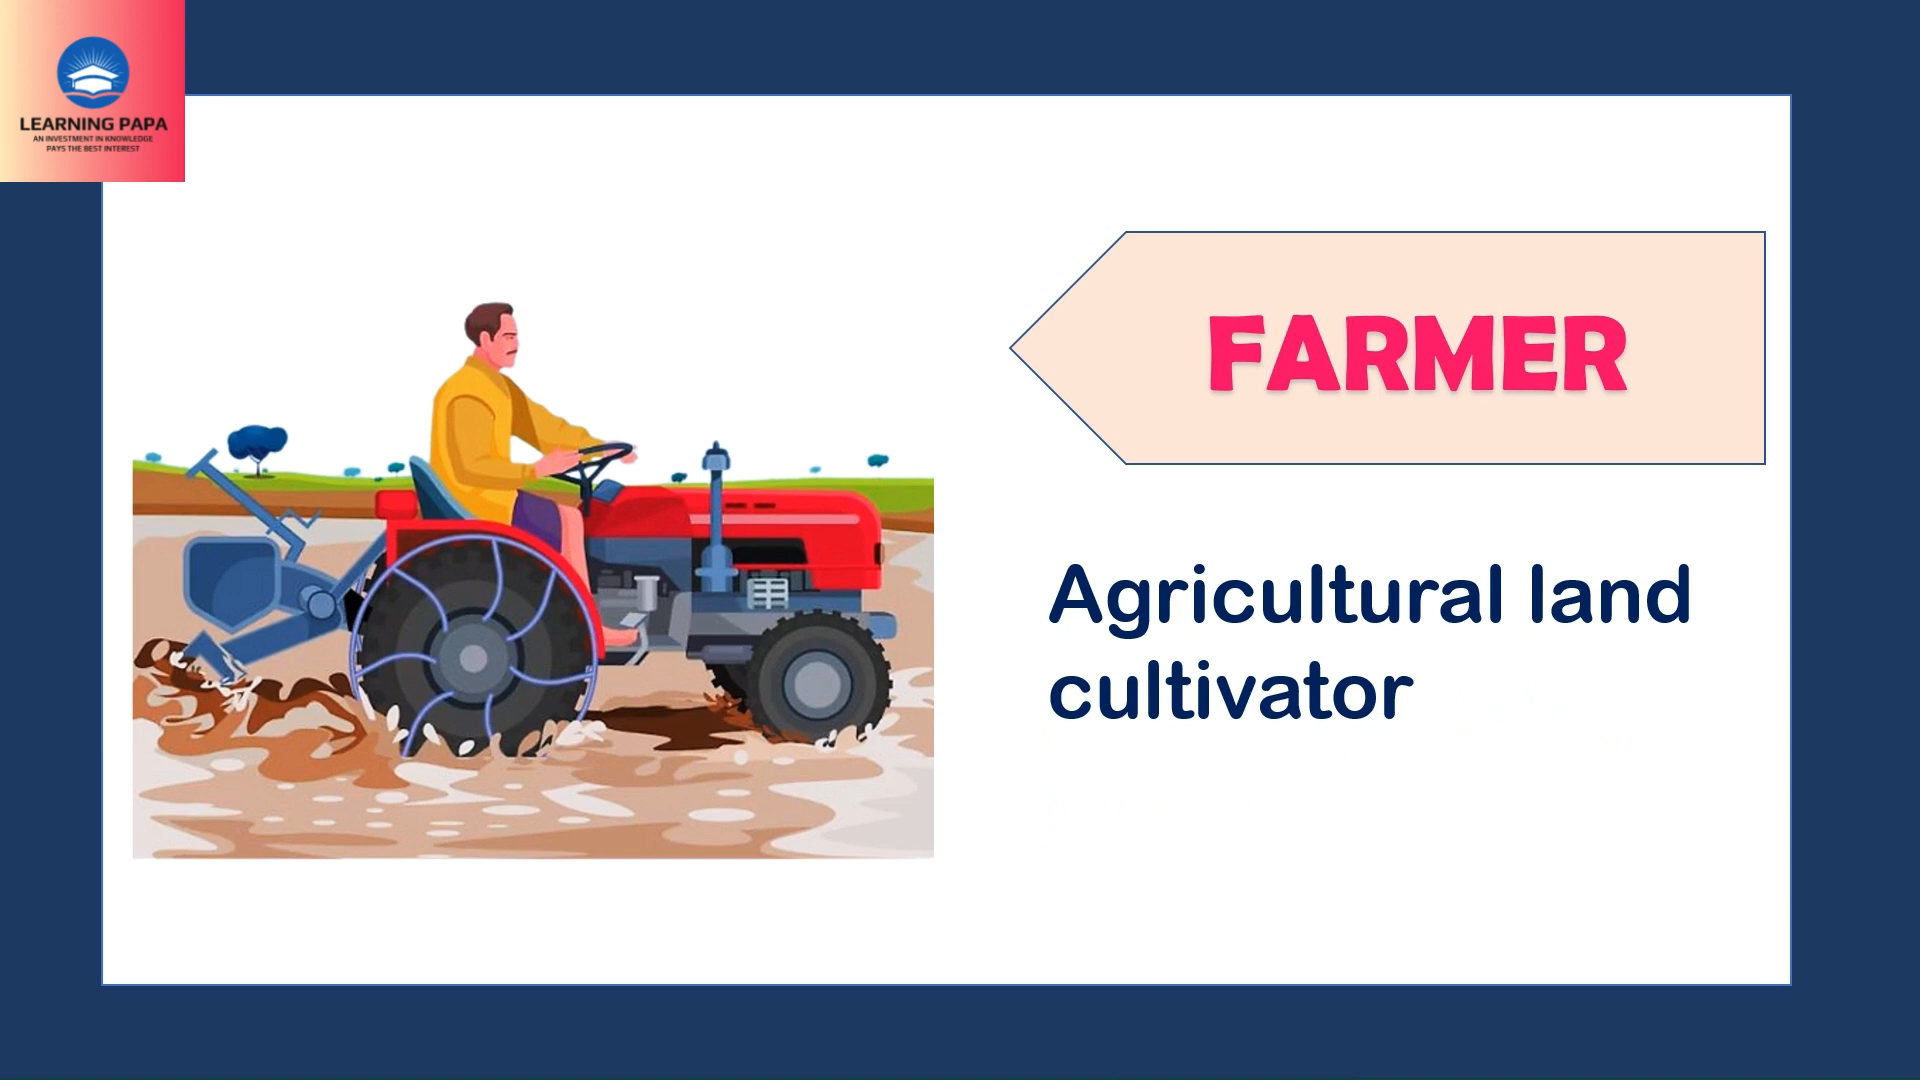 LEARNING PAPA
AN INVESTMENT IN KNOWLEDGE
PAYS THE BEST INTEREST
FARMER
Agricultural land
cultivator